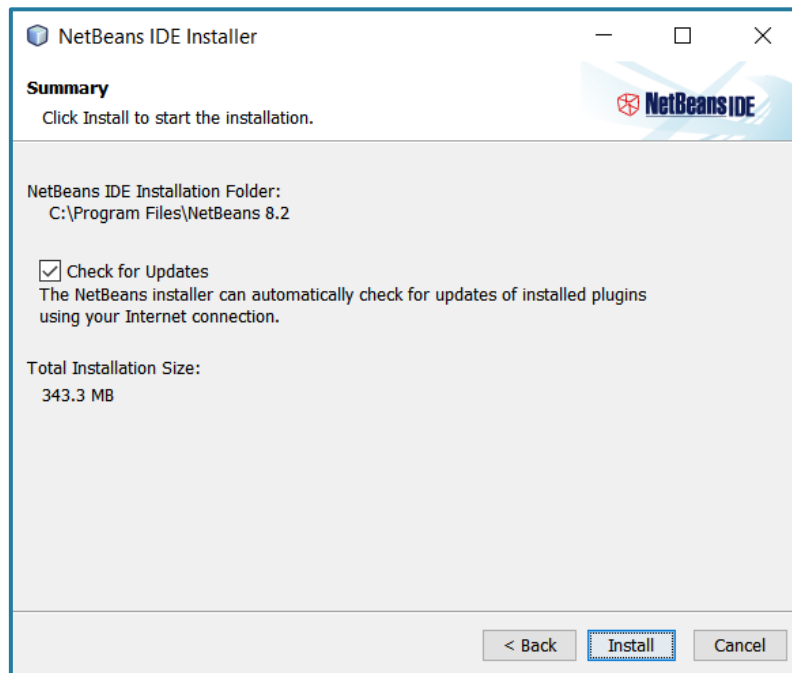 NetBeans IDE Installer
Summary
Click Install to start the installation.
NetBeans IDE
NetBeans IDE Installation Folder:
C:\Program Files\NetBeans 8.2
Check for Updates
The NetBeans installer can automatically check for updates of installed plugins
using your Internet connection.
Total Installation Size:
343.3 MB
< Back
Install
Cancel